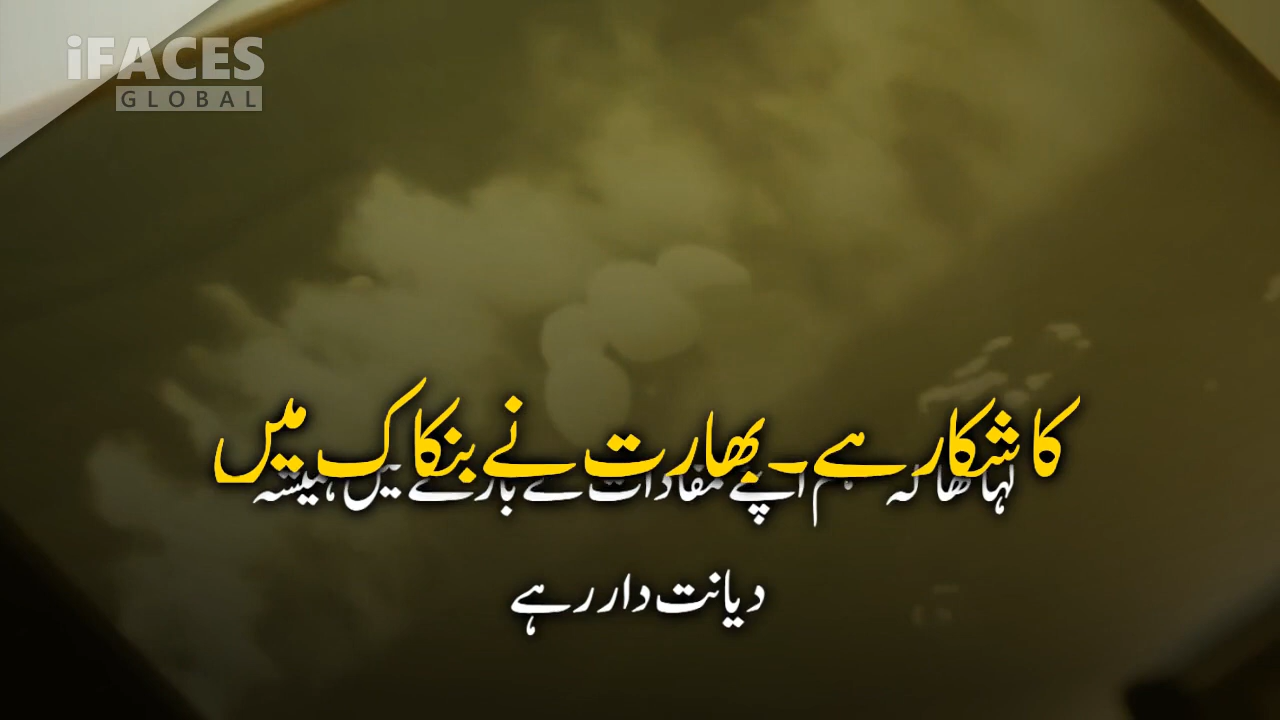 iFACES
GLOBAL
کا شکار ہے۔ بھارت نے بنکاک میں
کہا تھا کہ ہم اپنے مفادات کے بارے میں ہمیشہ
دیانت دار رہے